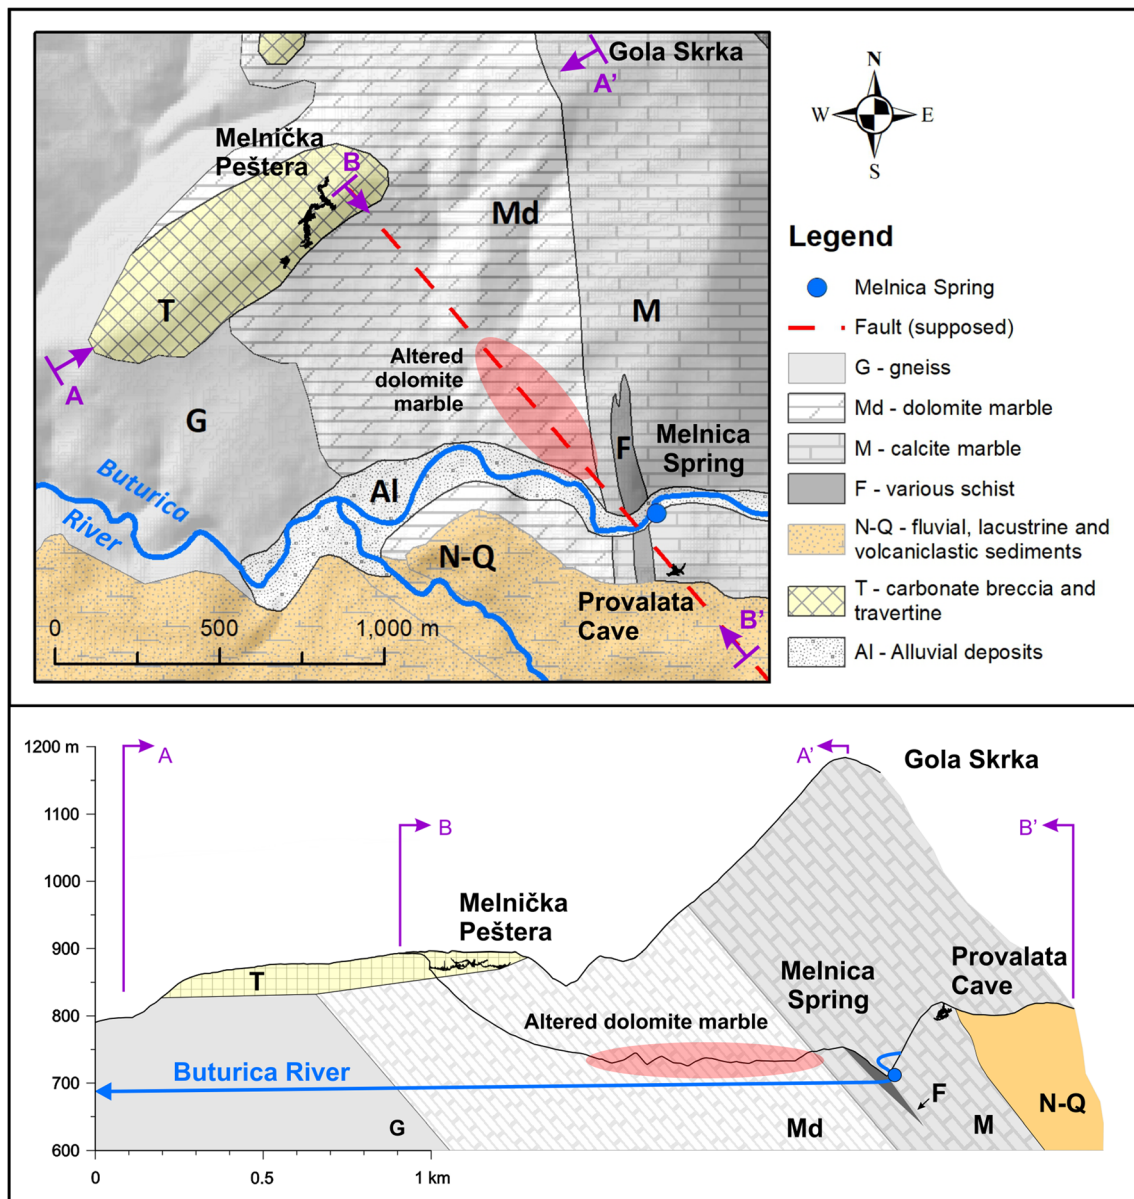 Gola Skrka
A'
Melnička
Peštera
B
Md
T
M
Altered
dolomite
marble
A
G
F
Melnica
Spring
Buturica
River
Al
N-Q
Provalata
Cave
B'
0
500
1,000 m
N
W
E
S
Legend
Melnica Spring
Fault (supposed)
G - gneiss
Md - dolomite marble
M - calcite marble
F - various schist
N-Q - fluvial, lacustrine and
volcaniclastic sediments
T - carbonate breccia and
travertine
Al - Alluvial deposits
1200 m
A
A'
Gola Skrka
1100
B
B'
1000
Melnička
Peštera
900
T
Melnica
Spring
Provalata
Cave
800
Altered dolomite marble
Buturica River
700
F
N-Q
G
Md
M
600
0
0.5
1 km